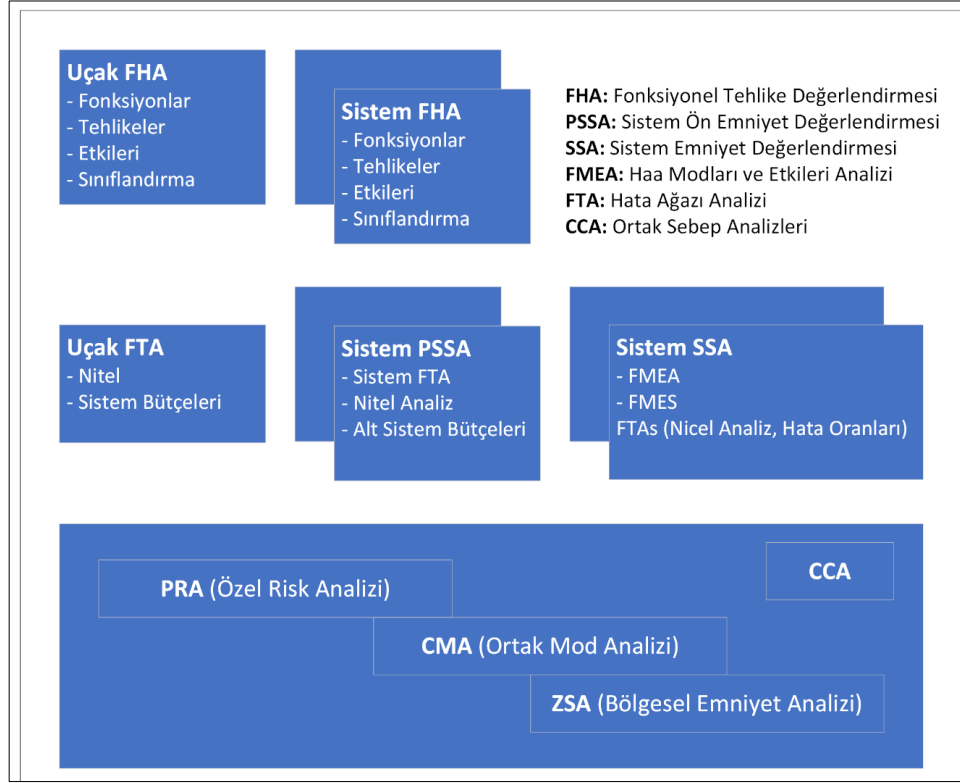 Uçak FHA
- Fonksiyonlar
- Tehlikeler
- Etkileri
- Sınıflandırma
Sistem FHA
- Fonksiyonlar
- Tehlikeler
- Etkileri
- Sınıflandırma
FHA: Fonksiyonel Tehlike Değerlendirmesi
PSSA: Sistem Ön Emniyet Değerlendirmesi
SSA: Sistem Emniyet Değerlendirmesi
FMEA: Haa Modları ve Etkileri Analizi
FTA: Hata Ağazı Analizi
CCA: Ortak Sebep Analizleri
Uçak FTA
- Nitel
- Sistem Bütçeleri
Sistem PSSA
- Sistem FTA
- Nitel Analiz
- Alt Sistem Bütçeleri
Sistem SSA
- FMEA
- FMES
FTAs (Nicel Analiz, Hata Oranları)
PRA (Özel Risk Analizi)
CCA
CMA (Ortak Mod Analizi)
ZSA (Bölgesel Emniyet Analizi)